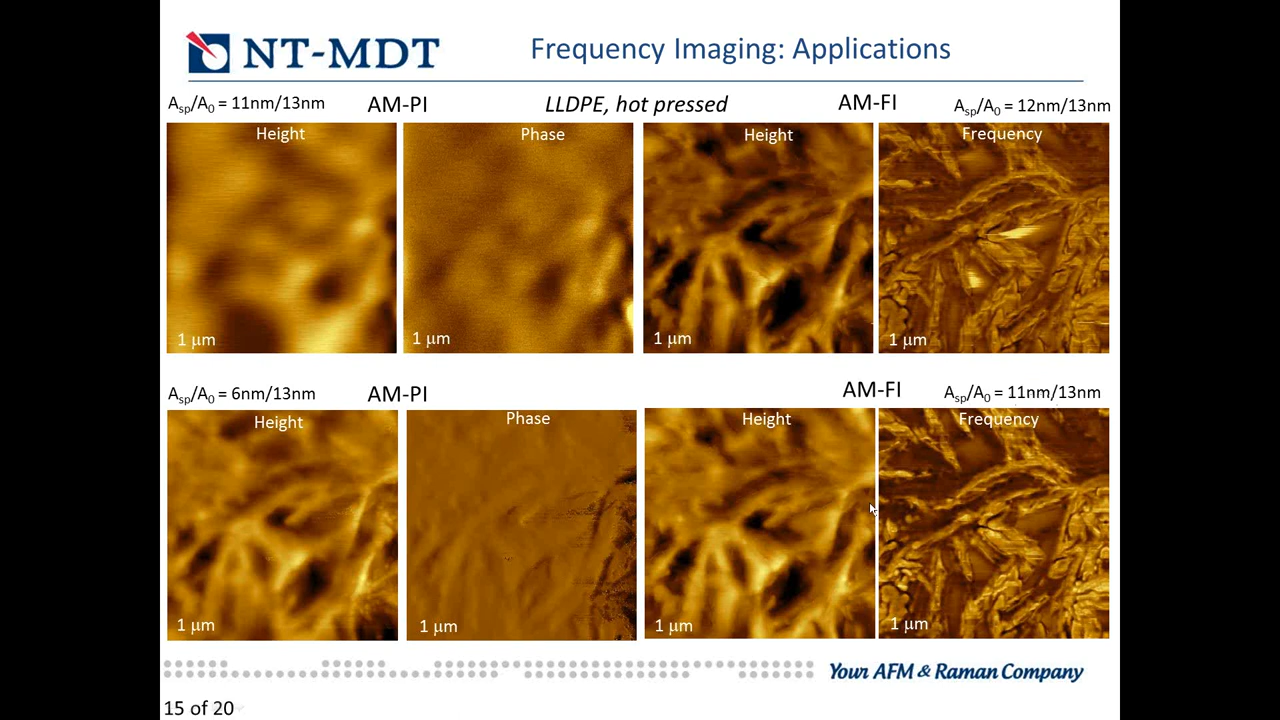 NT-MDT
Frequency Imaging: Applications
Asp/A0 = 11nm/13nm
AM-PI
LLDPE, hot pressed
AM-FI
Asp/A0 = 12nm/13nm
Height
Phase
Height
Frequency
1 µm
1 µm
1 µm
1 µm
Asp/A0 = 6nm/13nm
AM-PI
AM-FI
Asp/A0 = 11nm/13nm
Height
Phase
Height
Frequency
1 µm
1 µm
1 µm
1 µm
Your AFM & Raman Company
15 of 20